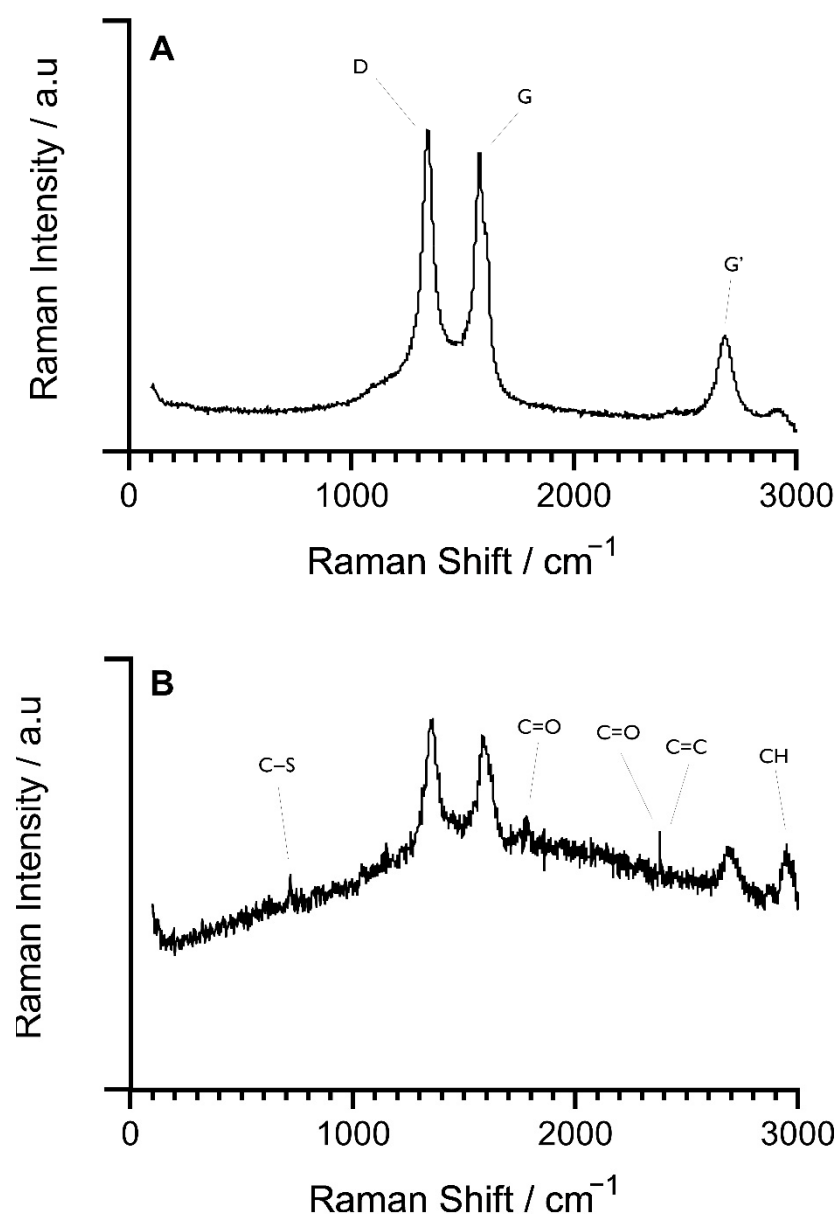 A
D
G
G'
Raman Intensity / a.u
0 1000 2000 3000
Raman Shift / cm⁻¹
B
C–S
C=O
C=O
C=C
CH
Raman Intensity / a.u
0 1000 2000 3000
Raman Shift / cm⁻¹